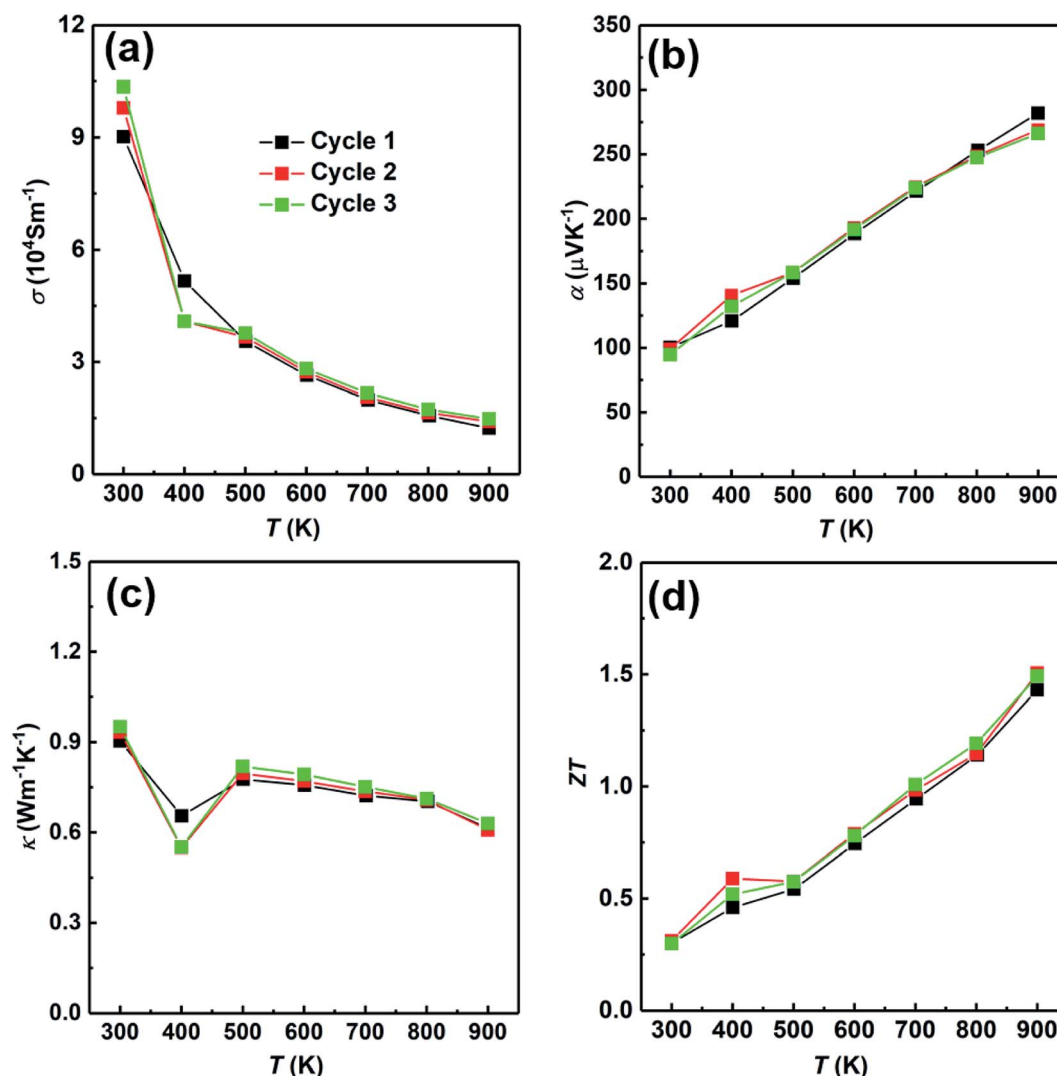 (a)
12
9
6
3
0
σ (10⁴Sm⁻¹)
Cycle 1
Cycle 2
Cycle 3
300 400 500 600 700 800 900
T (K)
(b)
350
300
250
200
150
100
50
0
α (µVK⁻¹)
300 400 500 600 700 800 900
T (K)
(c)
1.5
1.2
0.9
0.6
0.3
0.0
κ (Wm⁻¹K⁻¹)
300 400 500 600 700 800 900
T (K)
(d)
2.0
1.5
1.0
0.5
0.0
ZT
300 400 500 600 700 800 900
T (K)